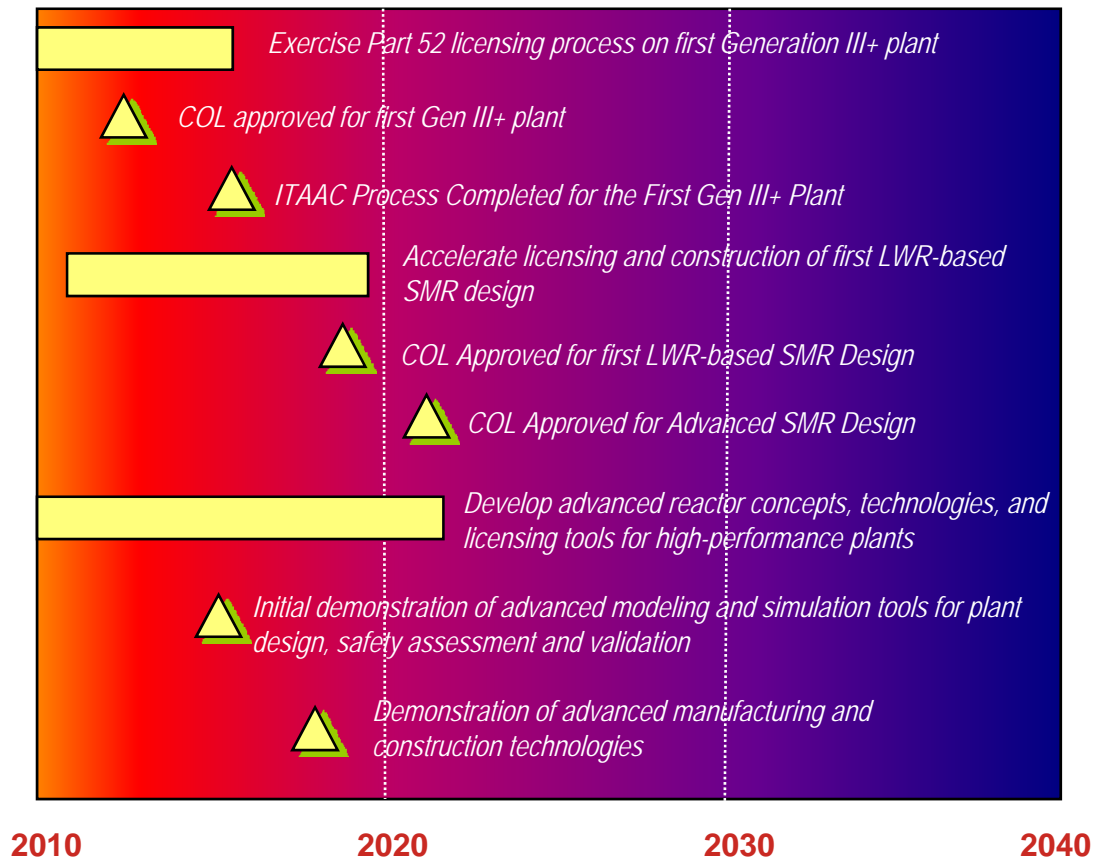 Exercise Part 52 licensing process on first Generation III+ plant
COL approved for first Gen III+ plant
ITAAC Process Completed for the First Gen III+ Plant
Accelerate licensing and construction of first LWR-based
SMR design
COL Approved for first LWR-based SMR Design
COL Approved for Advanced SMR Design
Develop advanced reactor concepts, technologies, and
licensing tools for high-performance plants
Initial demonstration of advanced modeling and simulation tools for plant
design, safety assessment and validation
Demonstration of advanced manufacturing and
construction technologies
2010 2020 2030 2040